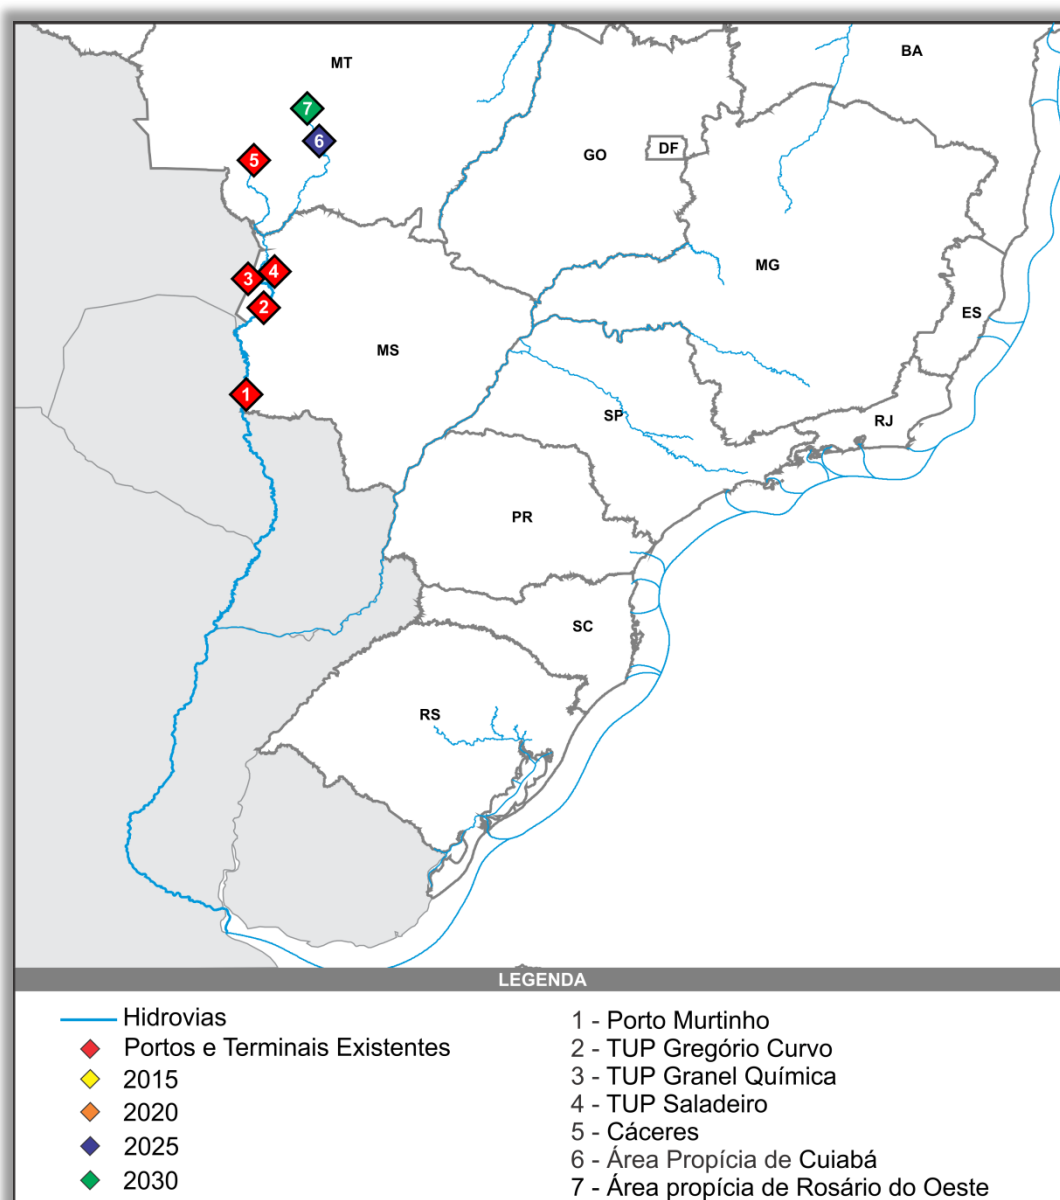 MT
BA
7
6
5
GO
DF
MG
3
4
2
ES
MS
1
SP
RJ
PR
SC
RS
LEGENDA
Hidrovias
Portos e Terminais Existentes
2015
2020
2025
2030
1 - Porto Murtinho
2 - TUP Gregório Curvo
3 - TUP Granel Química
4 - TUP Saladeiro
5 - Cáceres
6 - Área Propícia de Cuiabá
7 - Área propícia de Rosário do Oeste